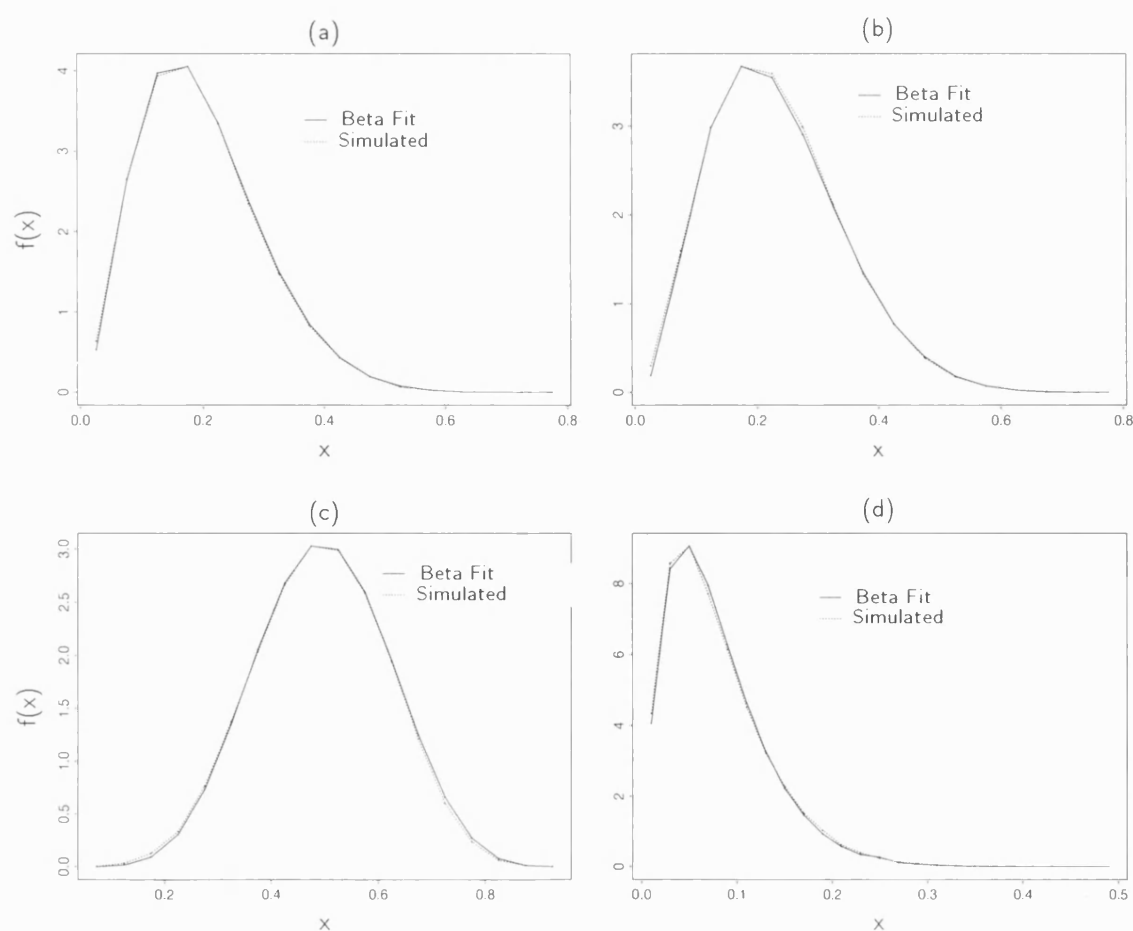 (a)
4
3
2
1
0
f(x)
Beta Fit
Simulated
0.0 0.2 0.4 0.6 0.8
x
(b)
3
2
1
0
Beta Fit
Simulated
0.0 0.2 0.4 0.6 0.8
x
(c)
3.0
2.5
2.0
1.5
1.0
0.5
0.0
f(x)
Beta Fit
Simulated
0.2 0.4 0.6 0.8
x
(d)
8
6
4
2
0
Beta Fit
Simulated
0.0 0.1 0.2 0.3 0.4 0.5
x